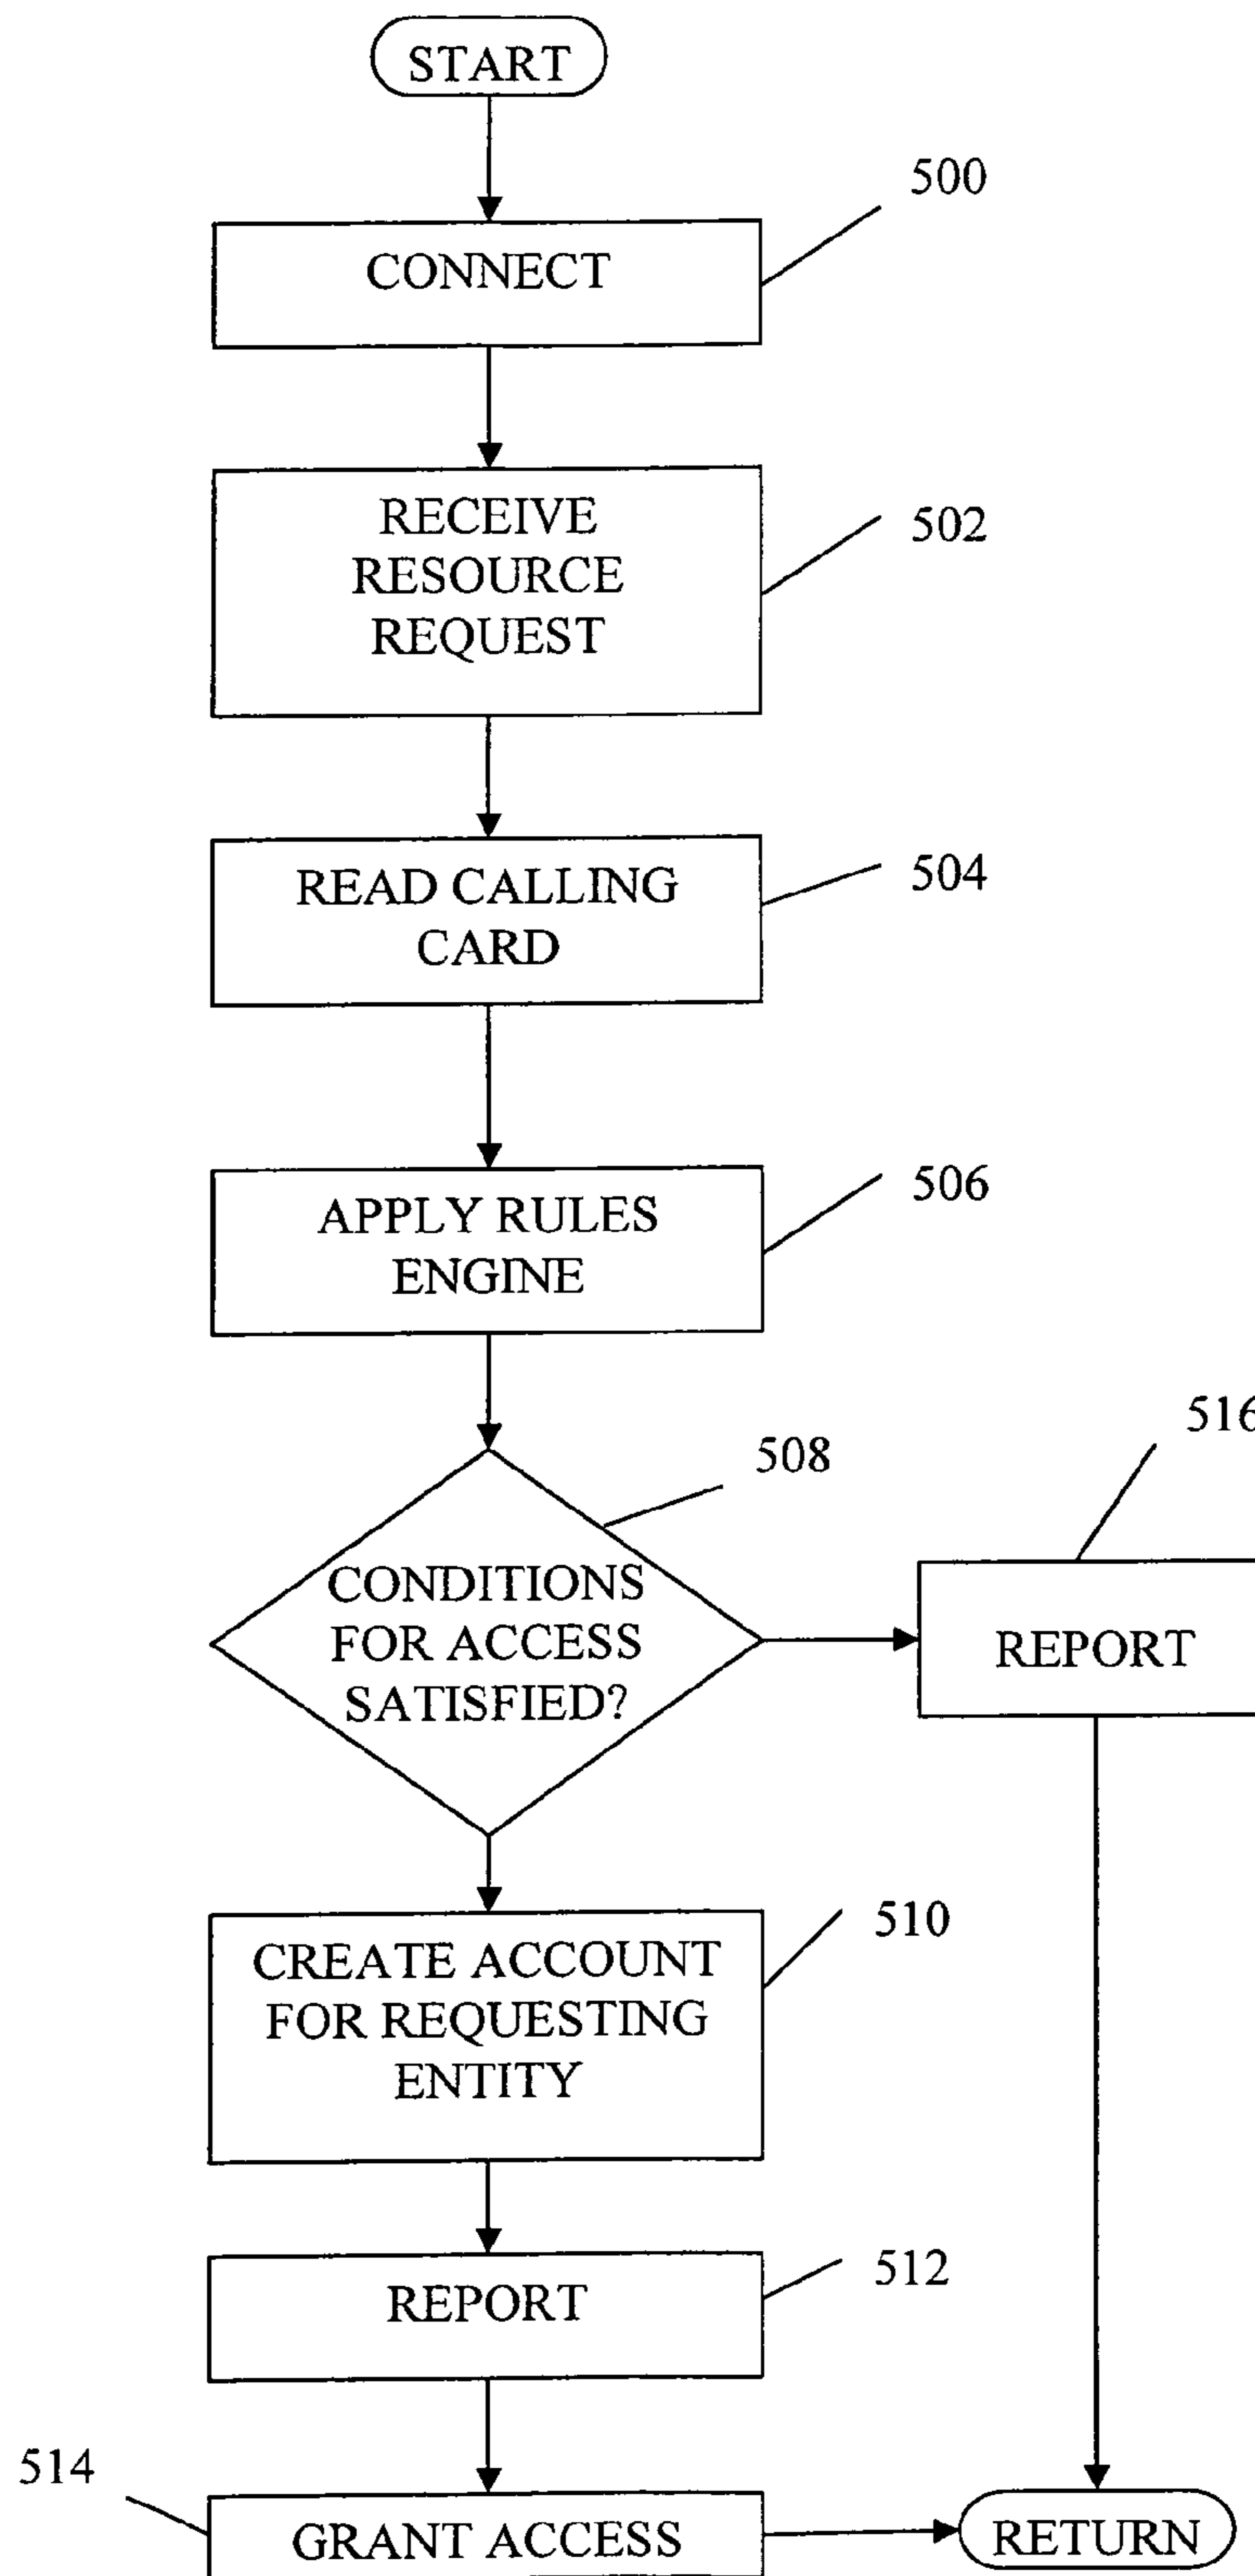 START
500
CONNECT
RECEIVE
RESOURCE
REQUEST
502
READ CALLING
CARD
504
APPLY RULES
ENGINE
506
508
516
CONDITIONS
FOR ACCESS
SATISFIED?
REPORT
510
CREATE ACCOUNT
FOR REQUESTING
ENTITY
REPORT
512
514
GRANT ACCESS
RETURN